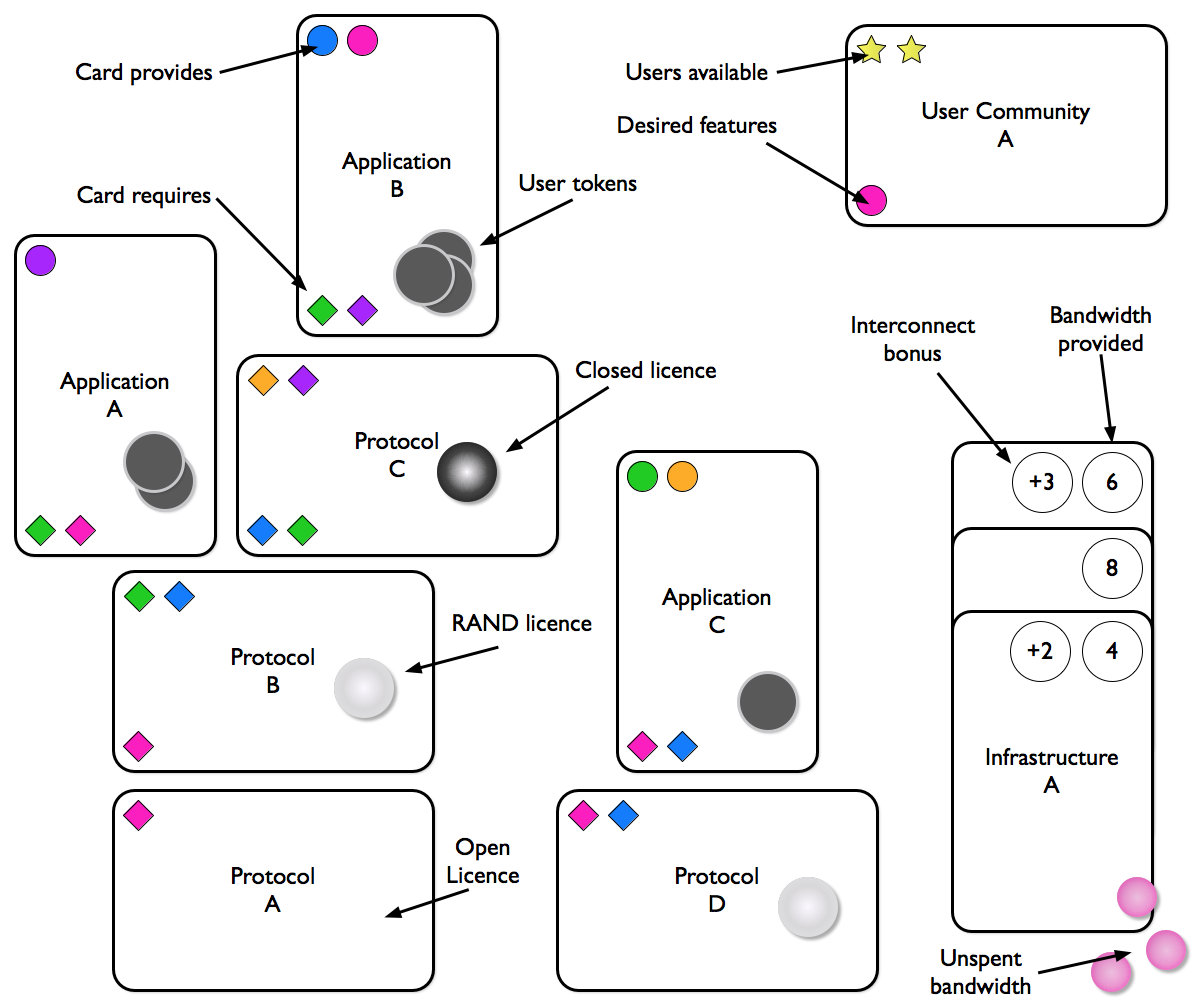 Card provides
Users available
User Community
A
Desired features
Application
B
User tokens
Card requires
Interconnect
bonus
Bandwidth
provided
Application
A
Closed licence
Protocol
C
+3
6
8
Application
C
RAND licence
Protocol
B
+2
4
Infrastructure
A
Open
Licence
Protocol
A
Protocol
D
Unspent
bandwidth